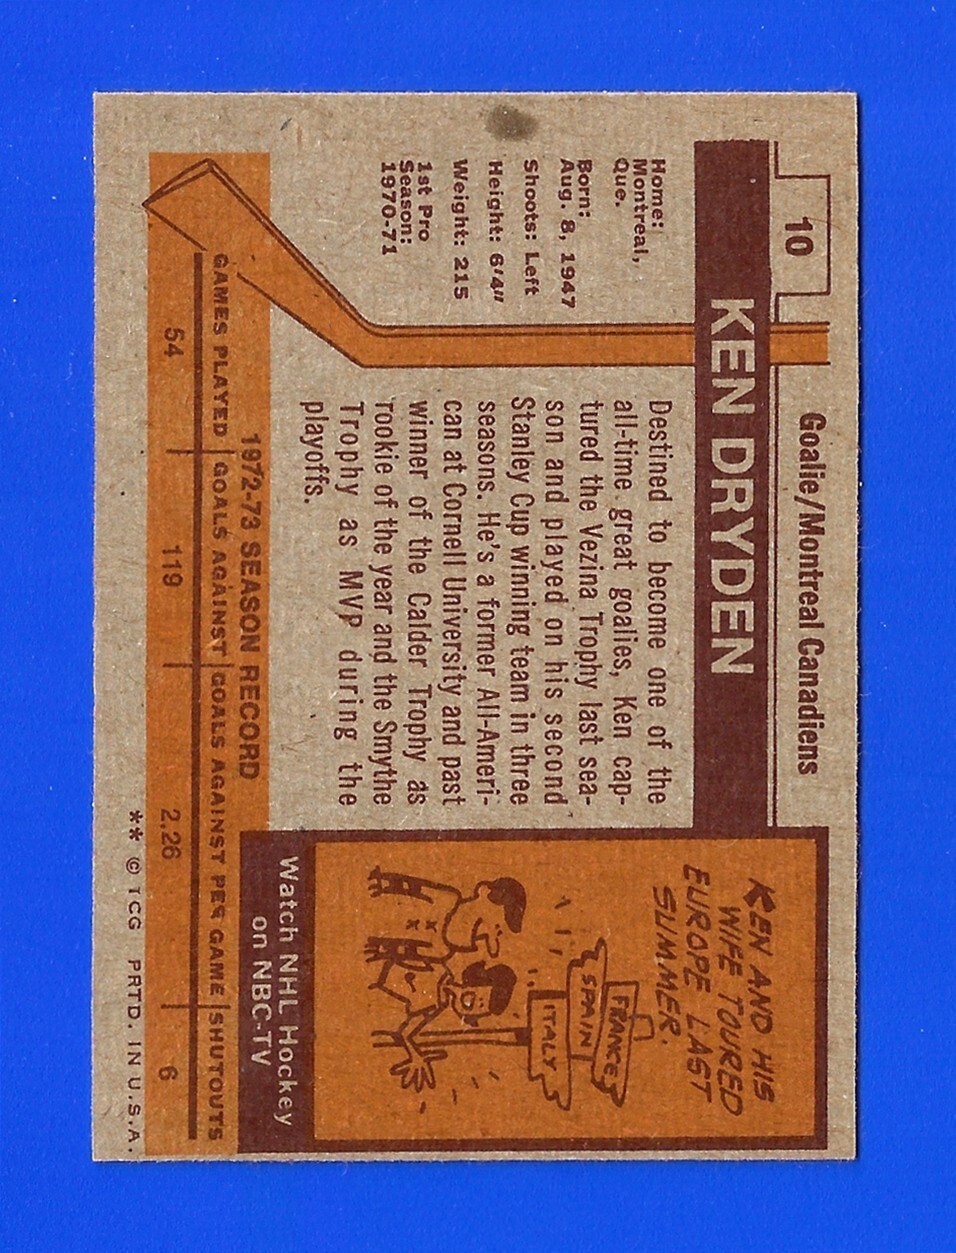 10
Goalie/Montreal Canadiens
KEN DRYDEN
Home:
Montreal,
Que.
Born:
Aug. 8, 1947
Shoots: Left
Height: 6'4"
Weight: 215
1st Pro
Season:
1970-71
Destined to become one of the
all-time great goalies, Ken cap-
tured the Vezina Trophy last sea-
son and played on his second
Stanley Cup winning team in three
seasons. He's a former All-Ameri-
can at Cornell University and past
winner of the Calder Trophy as
rookie of the year and the Smythe
Trophy as MVP during the
playoffs.
KEN AND HIS
WIFE TOURED
EUROPE LAST
SUMMER.
FRANCE
SPAIN
ITALY
Watch NHL Hockey
on NBC-TV
1972-73 SEASON RECORD
GAMES PLAYED GOALS AGAINST GOALS AGAINST PER GAME SHUTOUTS
54 119 2.26 6
** © TCG PRTD. IN U.S.A.